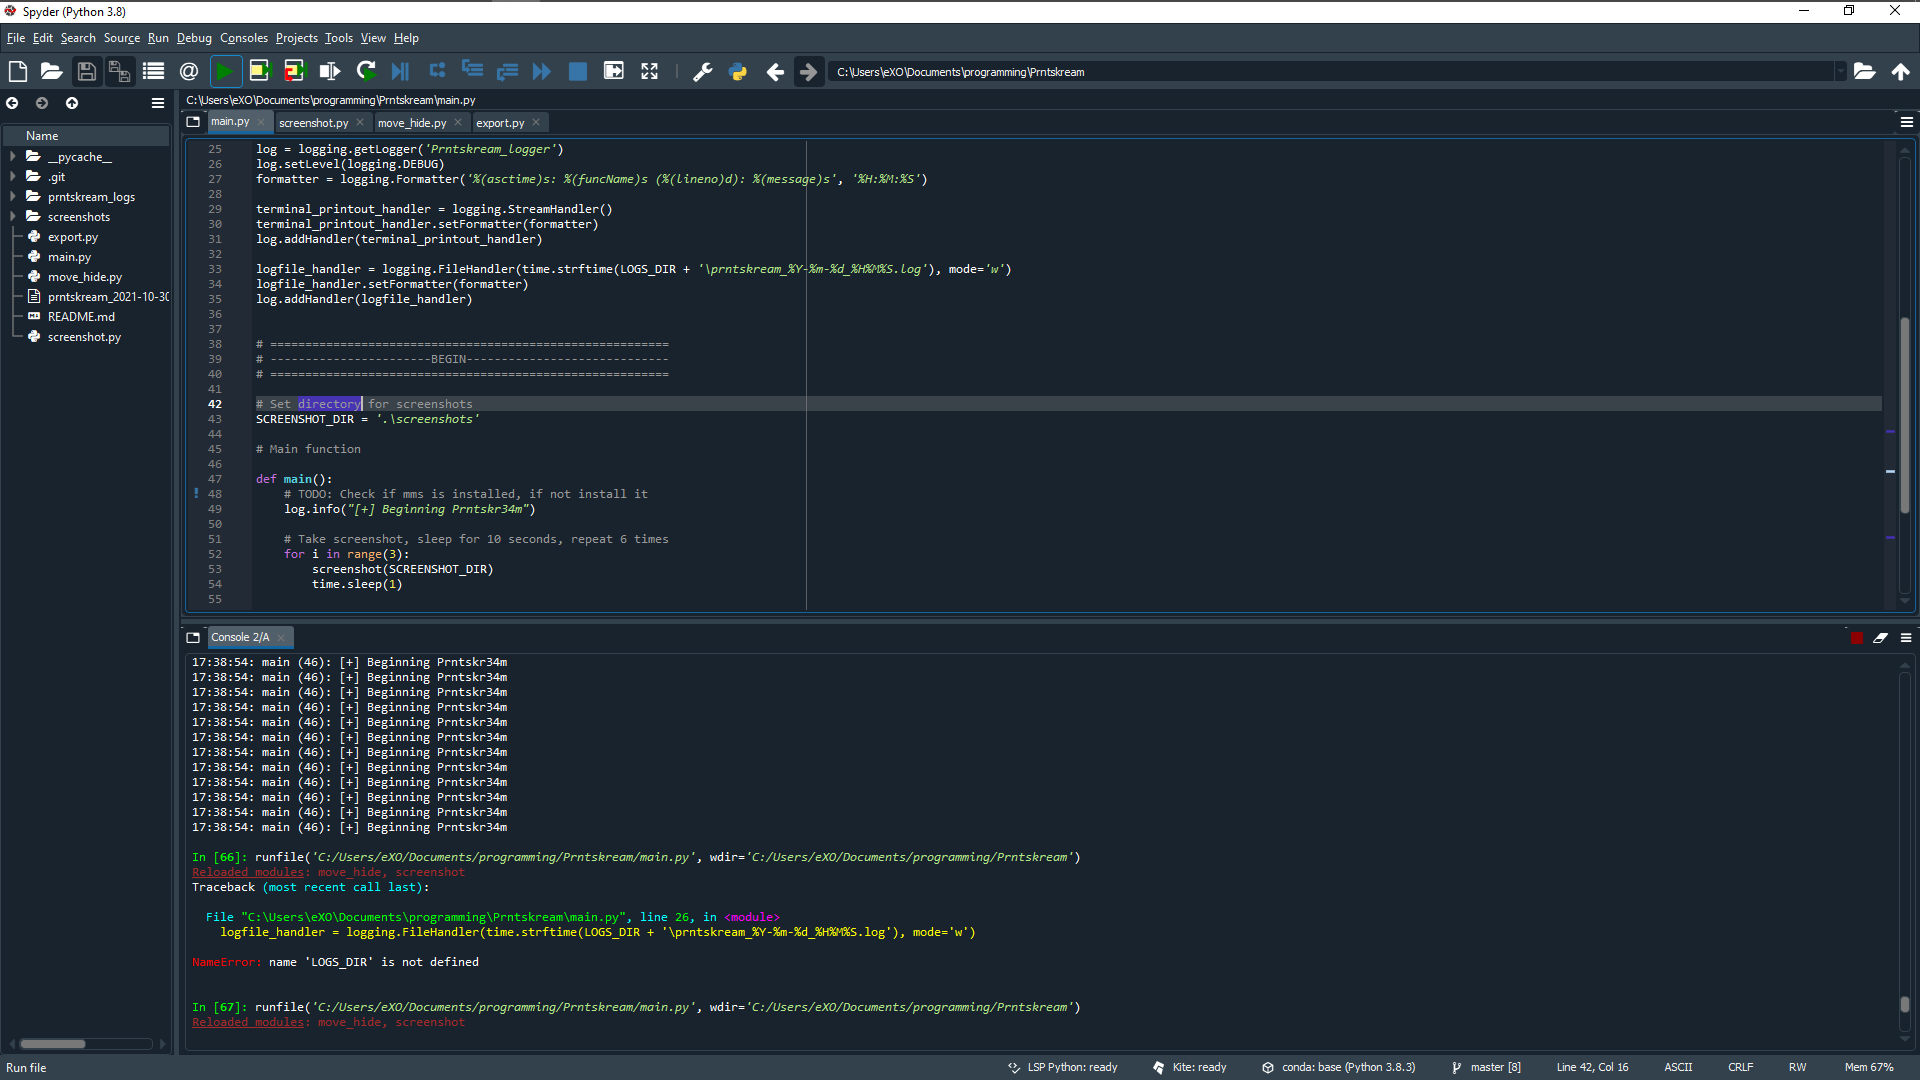 Spyder (Python 3.8)
File Edit Search Source Run Debug Consoles Projects Tools View Help
C:\Users\eXO\Documents\programming\Prntskream
C:\Users\eXO\Documents\programming\Prntskream\main.py
main.py screenshot.py move_hide.py export.py
Name
__pycache__
.git
prntskream_logs
screenshots
export.py
main.py
move_hide.py
prntskream_2021-10-30
README.md
screenshot.py
25 log = logging.getLogger('Prntskream_logger')
26 log.setLevel(logging.DEBUG)
27 formatter = logging.Formatter('%(asctime)s: %(funcName)s (%(lineno)d): %(message)s', '%H:%M:%S')
28
29 terminal_printout_handler = logging.StreamHandler()
30 terminal_printout_handler.setFormatter(formatter)
31 log.addHandler(terminal_printout_handler)
32
33 logfile_handler = logging.FileHandler(time.strftime(LOGS_DIR + '\prntskream_%Y-%m-%d_%H%M%S.log'), mode='w')
34 logfile_handler.setFormatter(formatter)
35 log.addHandler(logfile_handler)
36
37
38 # =========================================================
39 # -----------------------BEGIN-----------------------------
40 # =========================================================
41
42 # Set directory for screenshots
43 SCREENSHOT_DIR = '.\screenshots'
44
45 # Main function
46
47 def main():
48 # TODO: Check if mms is installed, if not install it
49 log.info("[+] Beginning Prntskr34m")
50
51 # Take screenshot, sleep for 10 seconds, repeat 6 times
52 for i in range(3):
53 screenshot(SCREENSHOT_DIR)
54 time.sleep(1)
55
Console 2/A
17:38:54: main (46): [+] Beginning Prntskr34m
17:38:54: main (46): [+] Beginning Prntskr34m
17:38:54: main (46): [+] Beginning Prntskr34m
17:38:54: main (46): [+] Beginning Prntskr34m
17:38:54: main (46): [+] Beginning Prntskr34m
17:38:54: main (46): [+] Beginning Prntskr34m
17:38:54: main (46): [+] Beginning Prntskr34m
17:38:54: main (46): [+] Beginning Prntskr34m
17:38:54: main (46): [+] Beginning Prntskr34m
17:38:54: main (46): [+] Beginning Prntskr34m
17:38:54: main (46): [+] Beginning Prntskr34m
17:38:54: main (46): [+] Beginning Prntskr34m
In [66]: runfile('C:/Users/eXO/Documents/programming/Prntskream/main.py', wdir='C:/Users/eXO/Documents/programming/Prntskream')
Reloaded modules: move_hide, screenshot
Traceback (most recent call last):
File "C:\Users\eXO\Documents\programming\Prntskream\main.py", line 26, in <module>
logfile_handler = logging.FileHandler(time.strftime(LOGS_DIR + '\prntskream_%Y-%m-%d_%H%M%S.log'), mode='w')
NameError: name 'LOGS_DIR' is not defined
In [67]: runfile('C:/Users/eXO/Documents/programming/Prntskream/main.py', wdir='C:/Users/eXO/Documents/programming/Prntskream')
Reloaded modules: move_hide, screenshot
Run file LSP Python: ready Kite: ready conda: base (Python 3.8.3) master [8] Line 42, Col 16 ASCII CRLF RW Mem 67%